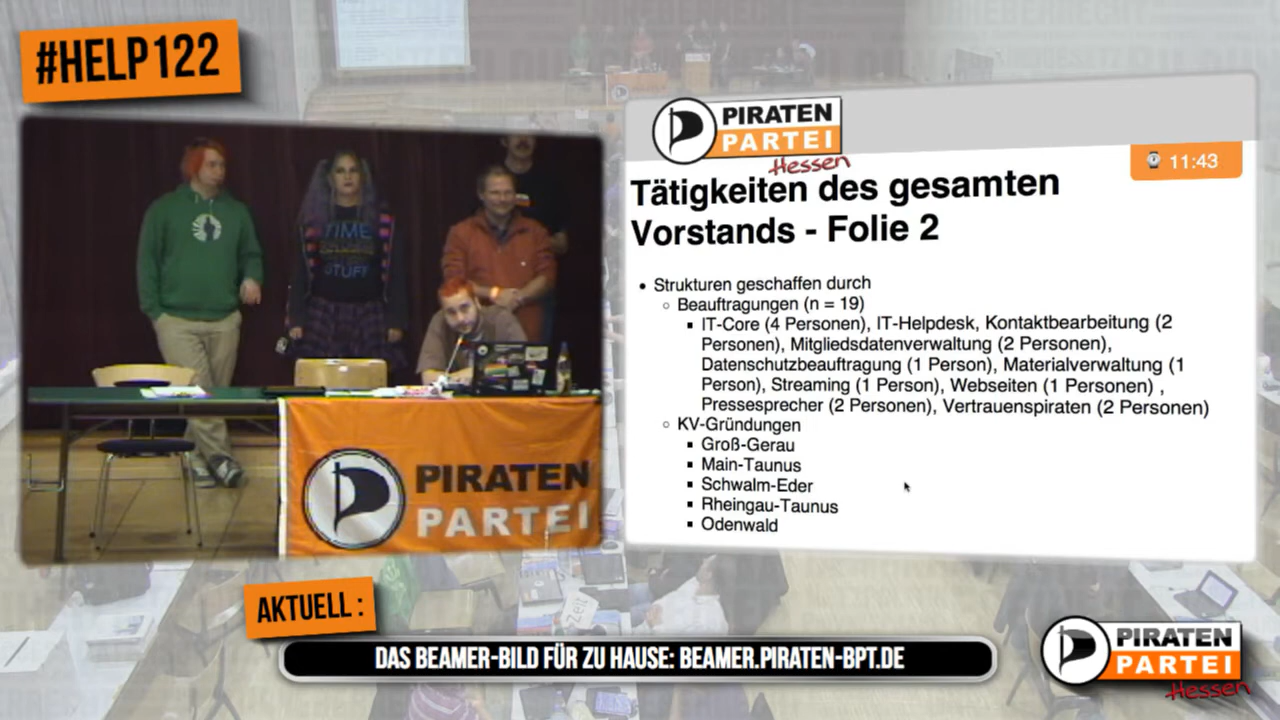 #HELP122
PIRATEN
PARTEI
Hessen
11:43
Tätigkeiten des gesamten
Vorstands - Folie 2
• Strukturen geschaffen durch
○ Beauftragungen (n = 19)
▪ IT-Core (4 Personen), IT-Helpdesk, Kontaktbearbeitung (2
Personen), Mitgliedsdatenverwaltung (2 Personen),
Datenschutzbeauftragung (1 Person), Materialverwaltung (1
Person), Streaming (1 Person), Webseiten (1 Personen) ,
Pressesprecher (2 Personen), Vertrauenspiraten (2 Personen)
○ KV-Gründungen
▪ Groß-Gerau
▪ Main-Taunus
▪ Schwalm-Eder
▪ Rheingau-Taunus
▪ Odenwald
TIME
STUFF
PIRATEN
PARTEI
AKTUELL :
DAS BEAMER-BILD FÜR ZU HAUSE: BEAMER.PIRATEN-BPT.DE
PIRATEN
PARTEI
Hessen